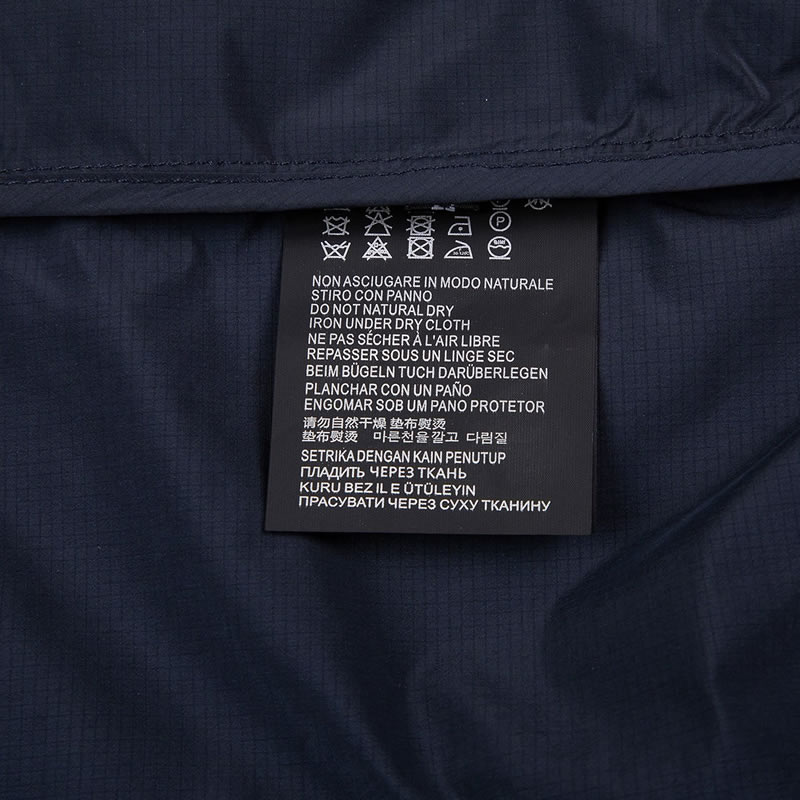 NON ASCIUGARE IN MODO NATURALE
STIRO CON PANNO
DO NOT NATURAL DRY
IRON UNDER DRY CLOTH
NE PAS SÉCHER À L'AIR LIBRE
REPASSER SOUS UN LINGE SEC
BEIM BÜGELN TUCH DARÜBERLEGEN
PLANCHAR CON UN PAÑO
ENGOMAR SOB UM PANO PROTETOR
请勿自然干燥 垫布熨烫
垫布熨烫 마른천을깔고 다림질
SETRIKA DENGAN KAIN PENUTUP
ПЛАДИТЬ ЧЕРЕЗ ТКАНЬ
KURU BEZ IL E ÜTÜLEYIN
ПРАСУВАТИ ЧЕРЕЗ СУХУ ТКАНИНУ